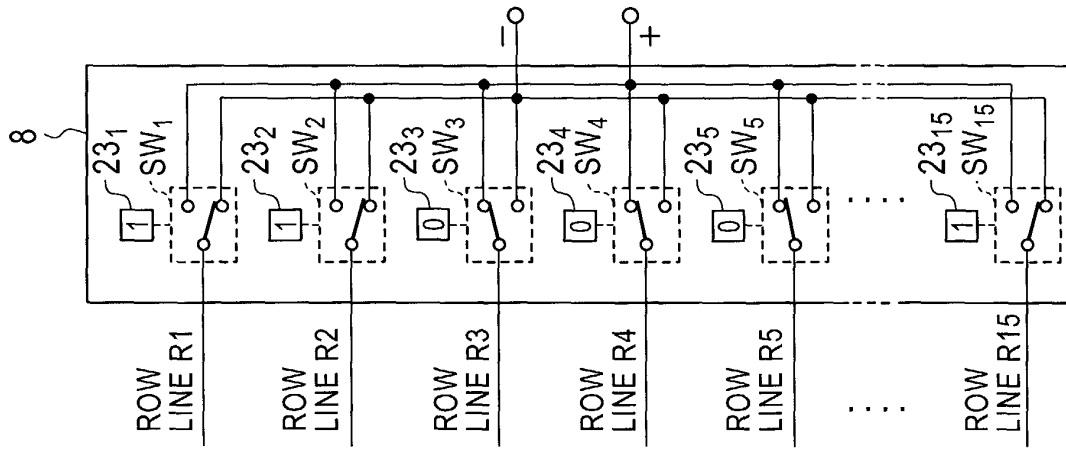 8
23₁
SW₁
1
ROW
LINE R1
23₂
SW₂
1
ROW
LINE R2
23₃
SW₃
0
ROW
LINE R3
−
23₄
SW₄
0
ROW
LINE R4
+
23₅
SW₅
0
ROW
LINE R5
....
....
23₁₅
SW₁₅
1
ROW
LINE R15